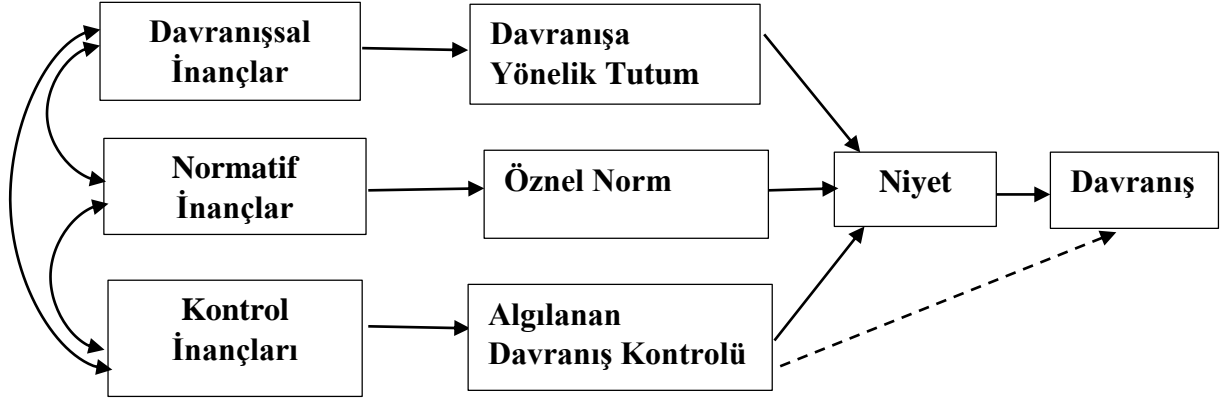 Davranışsal
İnançlar
Davranışa
Yönelik Tutum
Normatif
İnançlar
Öznel Norm
Niyet
Davranış
Kontrol
İnançları
Algılanan
Davranış Kontrolü